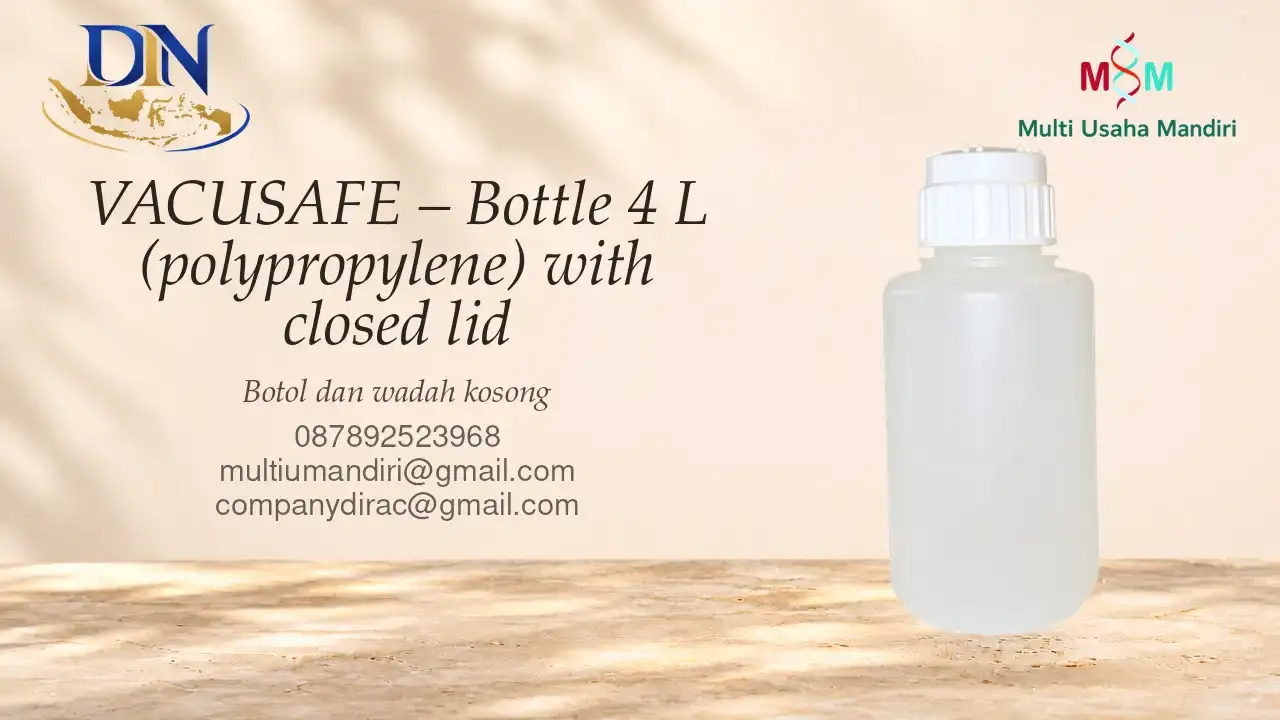 DIN
MSM
Multi Usaha Mandiri
VACUSAFE – Bottle 4 L
(polypropylene) with
closed lid
Botol dan wadah kosong
087892523968
multiumandiri@gmail.com
companydirac@gmail.com